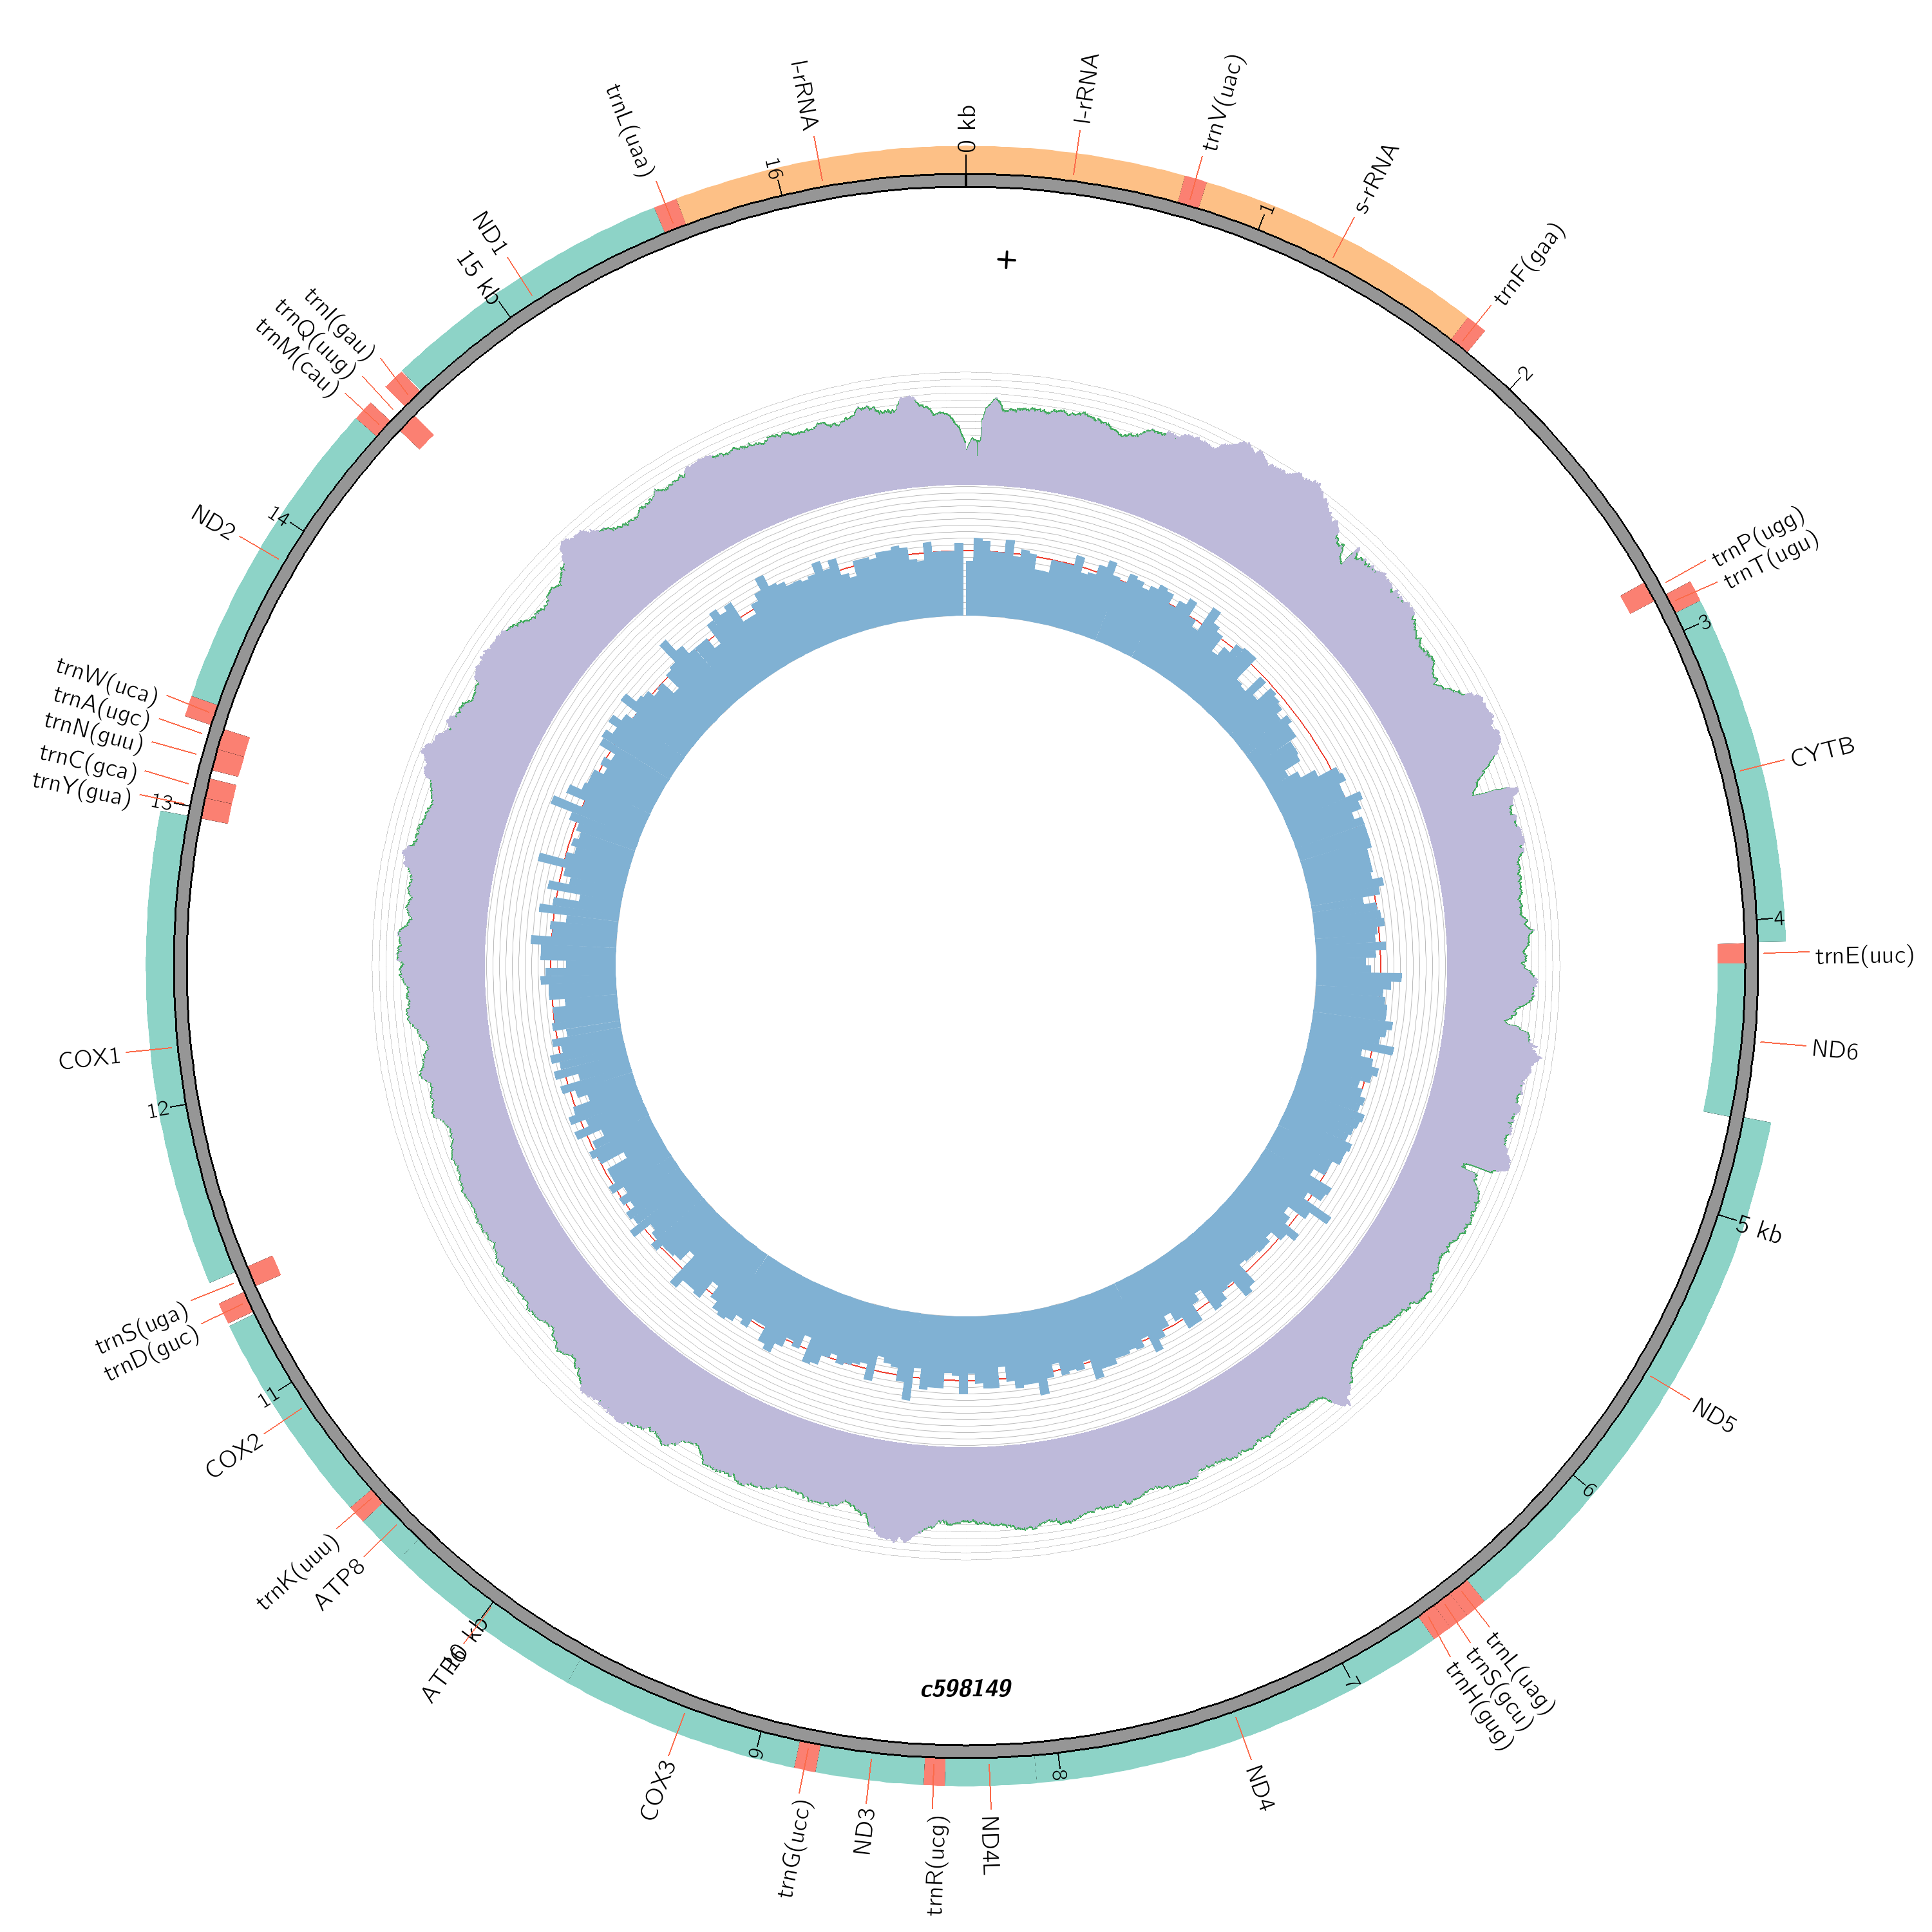 0 kb
l-rRNA
trnV(uac)
1
s-rRNA
trnF(gaa)
2
trnP(ugg)
trnT(ugu)
3
CYTB
4
trnE(uuc)
ND6
5 kb
ND5
6
trnL(uag)
trnS(gcu)
trnH(gug)
7
ND4
8
ND4L
trnR(ucg)
ND3
trnG(ucc)
9
COX3
10 kb
ATP6
ATP8
trnK(uuu)
COX2
11
trnD(guc)
trnS(uga)
12
COX1
13
trnY(gua)
trnC(gca)
trnN(guu)
trnA(ugc)
trnW(uca)
ND2
14
trnM(cau)
trnQ(uug)
trnI(gau)
15 kb
ND1
trnL(uaa)
16
l-rRNA
+
c598149